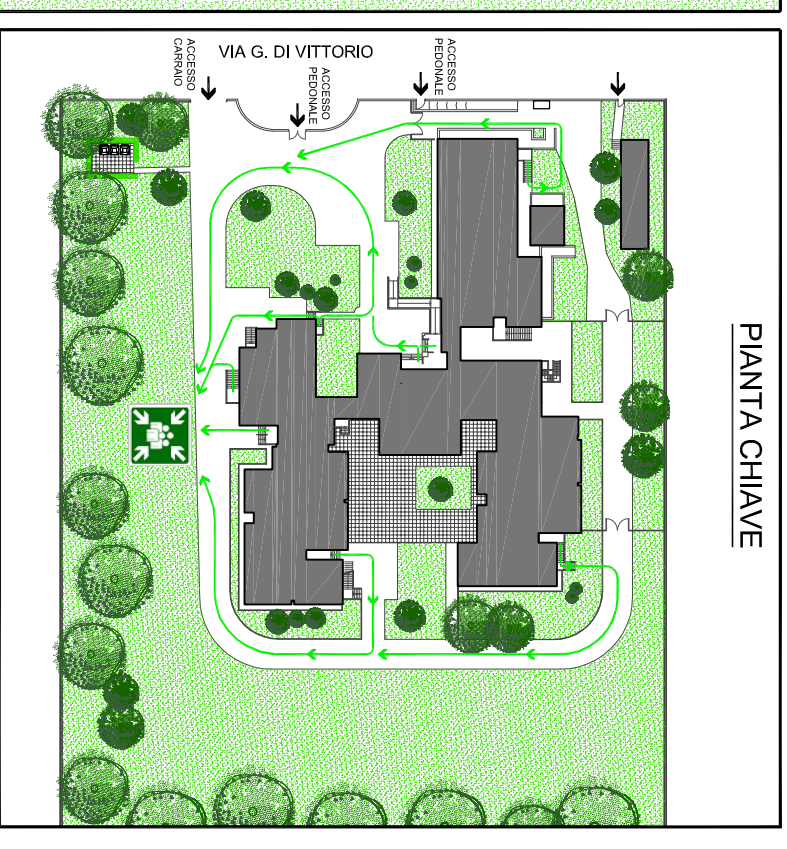 VIA G. DI VITTORIO
ACCESSO
CARRAIO
ACCESSO
PEDONALE
ACCESSO
PEDONALE
PIANTA CHIAVE